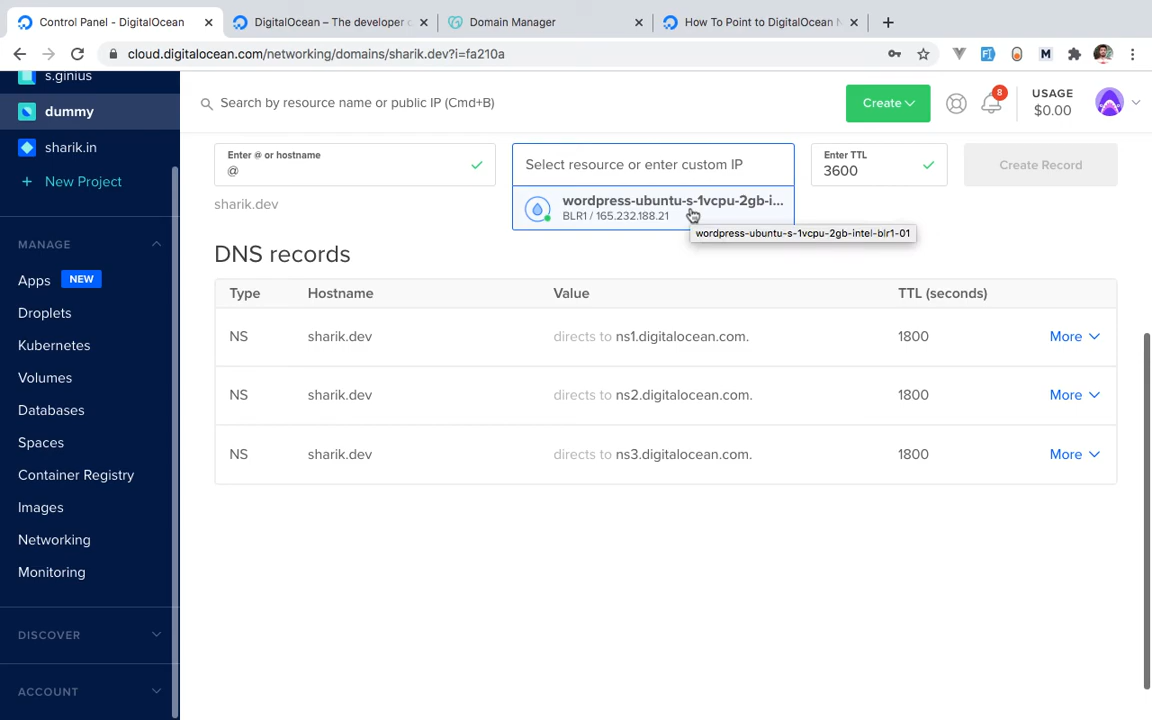 Control Panel - DigitalOcean
DigitalOcean – The developer c
Domain Manager
How To Point to DigitalOcean N
cloud.digitalocean.com/networking/domains/sharik.dev?i=fa210a
s.ginius
dummy
sharik.in
+ New Project
MANAGE
Apps NEW
Droplets
Kubernetes
Volumes
Databases
Spaces
Container Registry
Images
Networking
Monitoring
DISCOVER
ACCOUNT
Search by resource name or public IP (Cmd+B)
Create
8
USAGE
$0.00
Enter @ or hostname
@
sharik.dev
Select resource or enter custom IP
wordpress-ubuntu-s-1vcpu-2gb-i...
BLR1 / 165.232.188.21
wordpress-ubuntu-s-1vcpu-2gb-intel-blr1-01
Enter TTL
3600
Create Record
DNS records
Type Hostname Value TTL (seconds)
NS sharik.dev directs to ns1.digitalocean.com. 1800 More
NS sharik.dev directs to ns2.digitalocean.com. 1800 More
NS sharik.dev directs to ns3.digitalocean.com. 1800 More